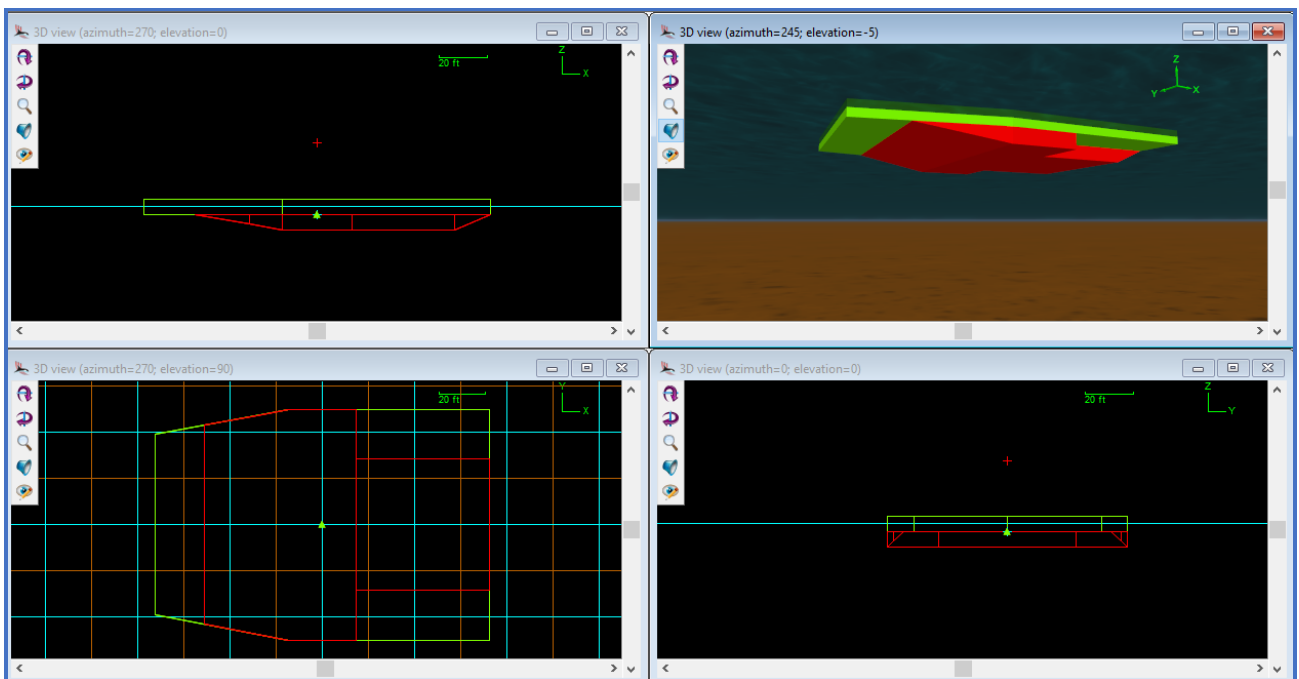 3D view (azimuth=270; elevation=0)
20 ft
Z
X
3D view (azimuth=245; elevation=-5)
Z
Y
X
3D view (azimuth=270; elevation=90)
20 ft
Y
X
3D view (azimuth=0; elevation=0)
20 ft
Z
Y